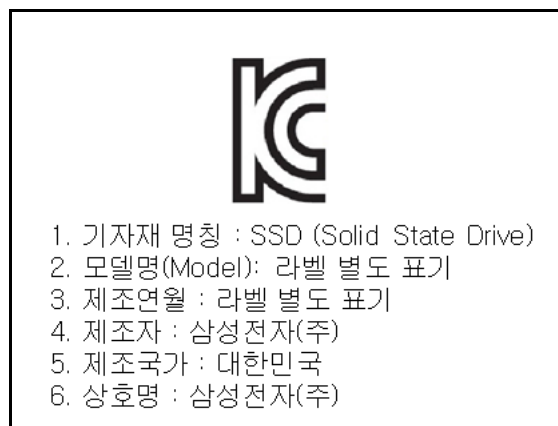 KC
1. 기자재 명칭 : SSD (Solid State Drive)
2. 모델명(Model): 라벨 별도 표기
3. 제조연월 : 라벨 별도 표기
4. 제조자 : 삼성전자(주)
5. 제조국가 : 대한민국
6. 상호명 : 삼성전자(주)